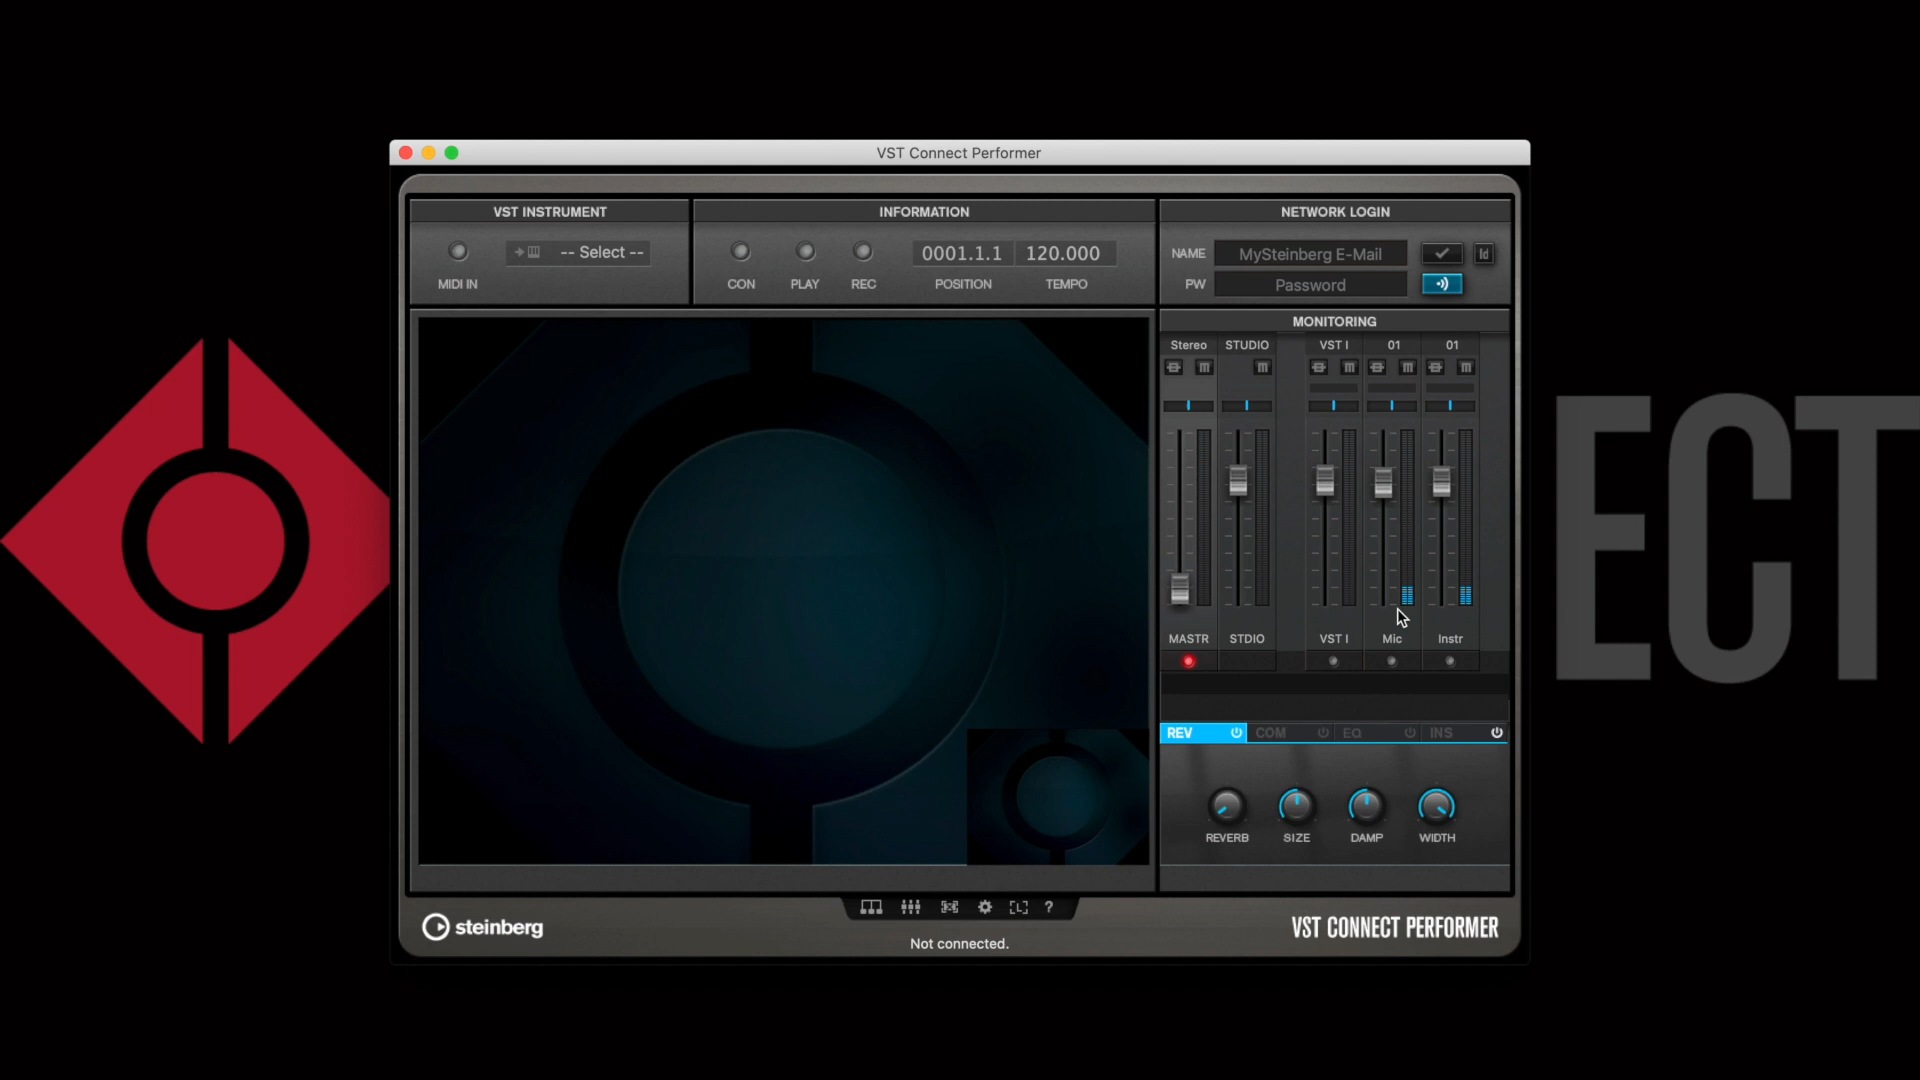 VST Connect Performer
VST INSTRUMENT
INFORMATION
NETWORK LOGIN
-- Select --
0001.1.1
120.000
NAME
MySteinberg E-Mail
Id
MIDI IN
CON
PLAY
REC
POSITION
TEMPO
PW
Password
MONITORING
Stereo
STUDIO
VST I
01
01
m
m
m
m
m
MASTR
STDIO
VST I
Mic
Instr
REV
COM
EQ
INS
REVERB
SIZE
DAMP
WIDTH
L
?
steinberg
Not connected.
VST CONNECT PERFORMER
ECT